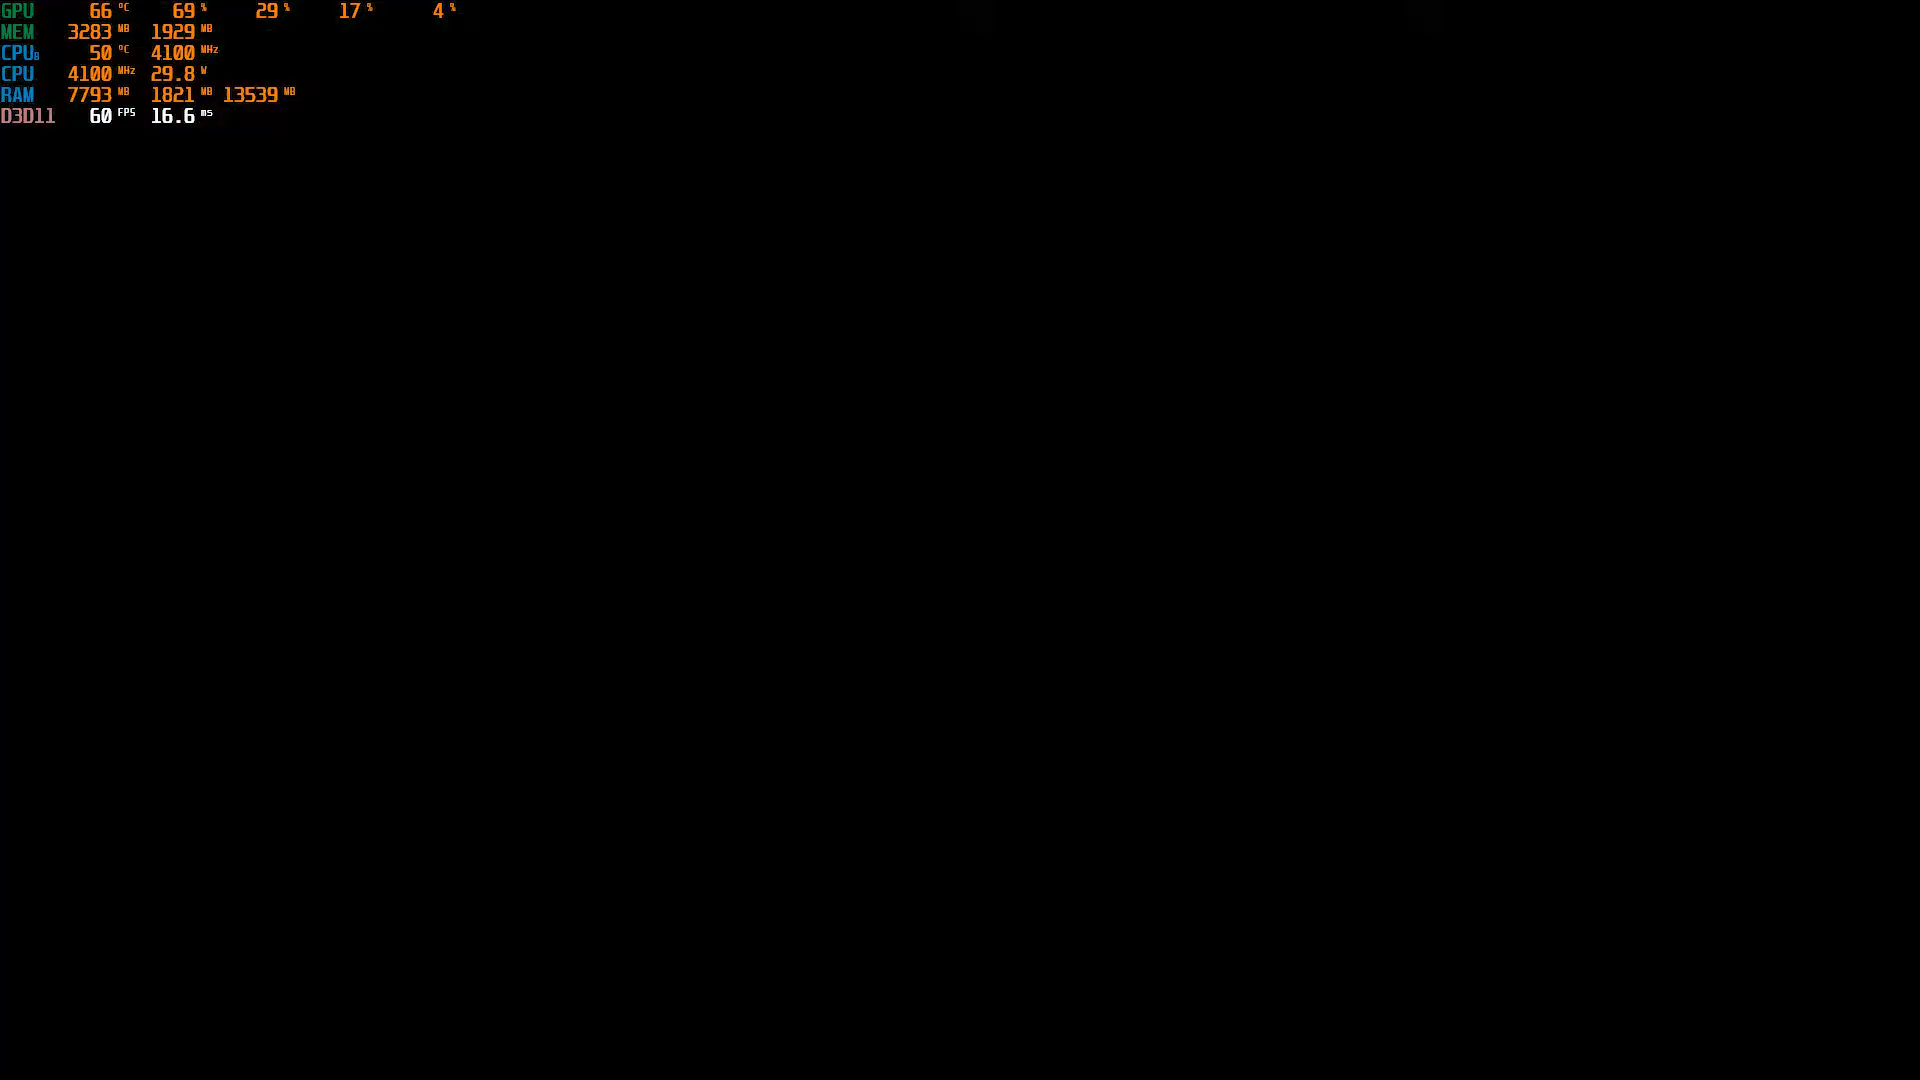 GPU 66 °C 69 % 29 % 17 % 4 %
MEM 3283 MB 1929 MB
CPU8 50 °C 4100 MHz
CPU 4100 MHz 29.8 W
RAM 7793 MB 1821 MB 13539 MB
D3D11 60 FPS 16.6 ms